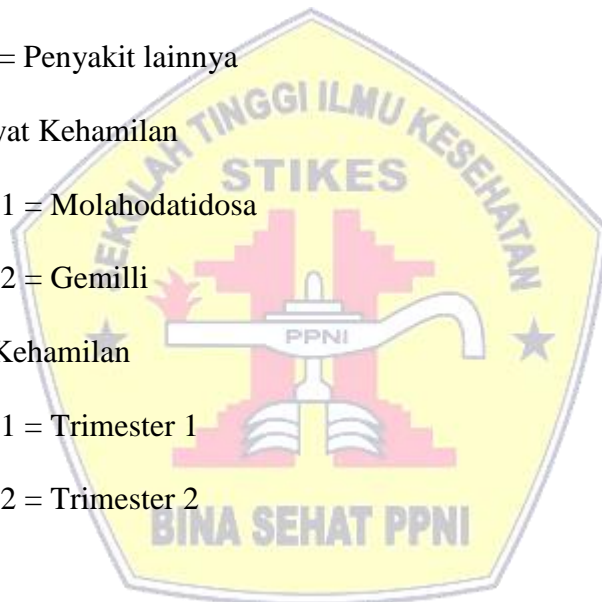 = Penyakit lainnya
yat Kehamilan
1 = Molahodatidosa
2 = Gemilli
Kehamilan
1 = Trimester 1
2 = Trimester 2
SEKOLAH TINGGI ILMU KESEHATAN
STIKES
PPNI
BINA SEHAT PPNI